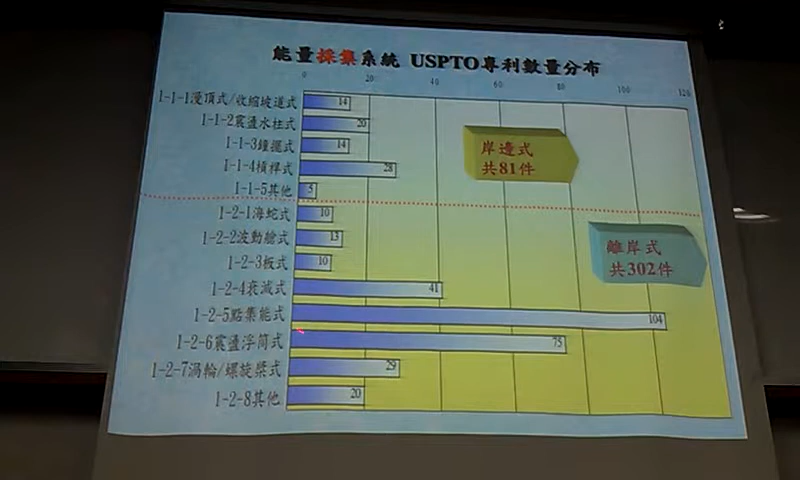 能量採集系統 USPTO專利數量分布
0 20 40 60 80 100 120
1-1-1漫頂式/收縮坡道式 14
1-1-2震盪水柱式 20
1-1-3鐘擺式 14
1-1-4槓桿式 28
1-1-5其他 5
岸邊式
共81件
1-2-1海蛇式 10
1-2-2波動艙式 13
1-2-3板式 10
1-2-4衰減式 41
1-2-5點集能式 104
1-2-6震盪浮筒式 75
1-2-7渦輪/螺旋槳式 29
1-2-8其他 20
離岸式
共302件